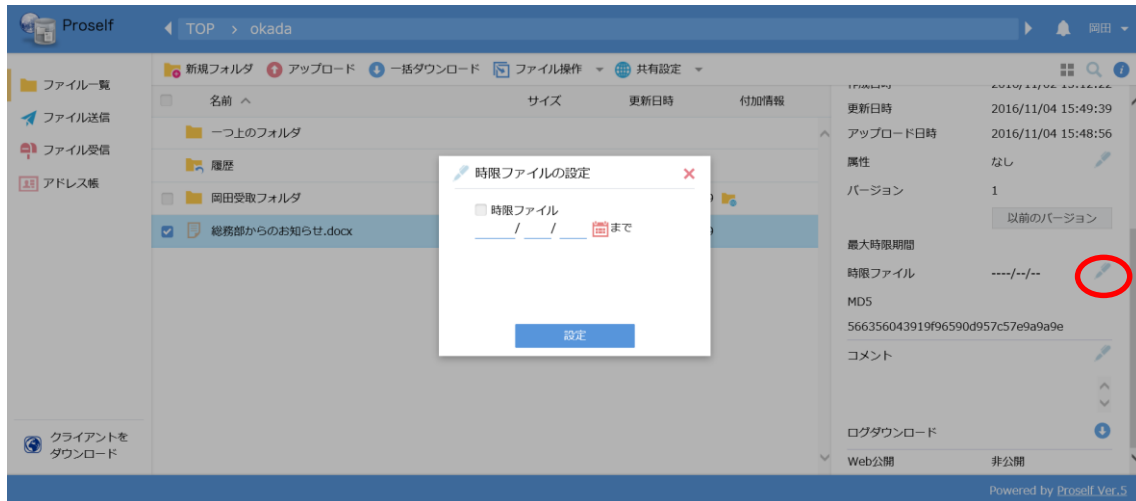 Proself
TOP > okada
岡田
ファイル一覧
ファイル送信
ファイル受信
アドレス帳
クライアントを
ダウンロード
新規フォルダ アップロード 一括ダウンロード ファイル操作 共有設定
名前 サイズ 更新日時 付加情報
一つ上のフォルダ
履歴
岡田受取フォルダ
総務部からのお知らせ.docx
時限ファイルの設定
時限ファイル
/ / まで
設定
更新日時 2016/11/04 15:49:39
アップロード日時 2016/11/04 15:48:56
属性 なし
バージョン 1
以前のバージョン
最大時限期間
時限ファイル ----/--/--
MD5
566356043919f96590d957c57e9a9a9e
コメント
ログダウンロード
Web公開 非公開
Powered by Proself Ver.5